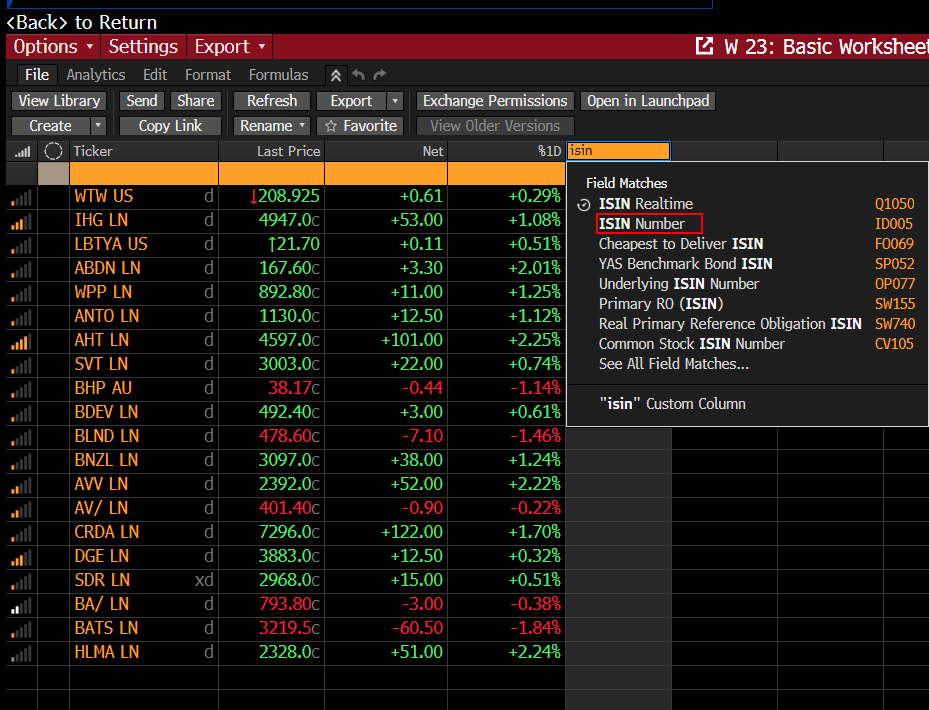 <Back> to Return
Options Settings Export W 23: Basic Worksheet
File Analytics Edit Format Formulas
View Library Send Share Refresh Export Exchange Permissions Open in Launchpad
Create Copy Link Rename Favorite View Older Versions
Ticker Last Price Net %1D isin
Field Matches
ISIN Realtime Q1050
ISIN Number ID005
Cheapest to Deliver ISIN FO069
YAS Benchmark Bond ISIN SP052
Underlying ISIN Number OP077
Primary RO (ISIN) SW155
Real Primary Reference Obligation ISIN SW740
Common Stock ISIN Number CV105
See All Field Matches...
"isin" Custom Column
WTW US d ↓208.925 +0.61 +0.29%
IHG LN d 4947.0C +53.00 +1.08%
LBTYA US d ↑21.70 +0.11 +0.51%
ABDN LN d 167.60C +3.30 +2.01%
WPP LN d 892.80C +11.00 +1.25%
ANTO LN d 1130.0C +12.50 +1.12%
AHT LN d 4597.0C +101.00 +2.25%
SVT LN d 3003.0C +22.00 +0.74%
BHP AU d 38.17C -0.44 -1.14%
BDEV LN d 492.40C +3.00 +0.61%
BLND LN d 478.60C -7.10 -1.46%
BNZL LN d 3097.0C +38.00 +1.24%
AVV LN d 2392.0C +52.00 +2.22%
AV/ LN d 401.40C -0.90 -0.22%
CRDA LN d 7296.0C +122.00 +1.70%
DGE LN d 3883.0C +12.50 +0.32%
SDR LN xd 2968.0C +15.00 +0.51%
BA/ LN d 793.80C -3.00 -0.38%
BATS LN d 3219.5C -60.50 -1.84%
HLMA LN d 2328.0C +51.00 +2.24%